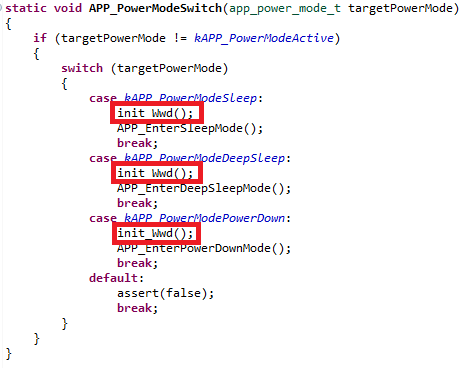 static void APP_PowerModeSwitch(app_power_mode_t targetPowerMode)
{
    if (targetPowerMode != kAPP_PowerModeActive)
    {
        switch (targetPowerMode)
        {
            case kAPP_PowerModeSleep:
                init_Wwd();
                APP_EnterSleepMode();
                break;
            case kAPP_PowerModeDeepSleep:
                init_Wwd();
                APP_EnterDeepSleepMode();
                break;
            case kAPP_PowerModePowerDown:
                init_Wwd();
                APP_EnterPowerDownMode();
                break;
            default:
                assert(false);
                break;
        }
    }
}